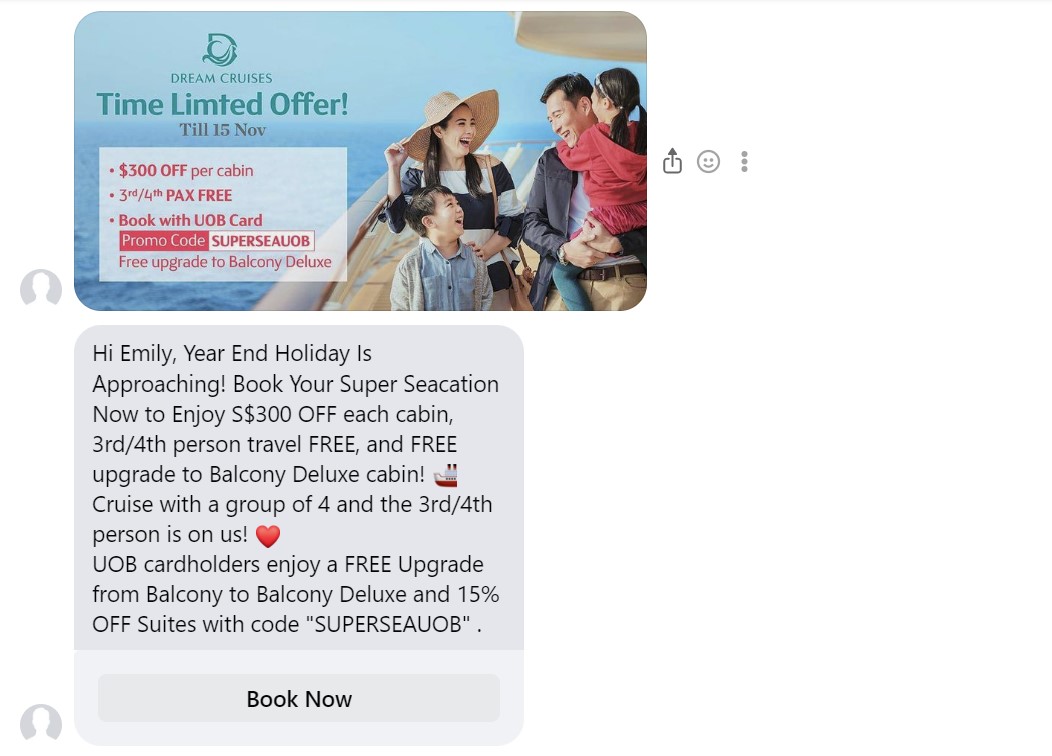 DREAM CRUISES
Time Limted Offer!
Till 15 Nov
• $300 OFF per cabin
• 3rd/4th PAX FREE
• Book with UOB Card
Promo Code SUPERSEAUOB
Free upgrade to Balcony Deluxe
Hi Emily, Year End Holiday Is
Approaching! Book Your Super Seacation
Now to Enjoy S$300 OFF each cabin,
3rd/4th person travel FREE, and FREE
upgrade to Balcony Deluxe cabin! 🚢
Cruise with a group of 4 and the 3rd/4th
person is on us! ❤️
UOB cardholders enjoy a FREE Upgrade
from Balcony to Balcony Deluxe and 15%
OFF Suites with code "SUPERSEAUOB" .
Book Now